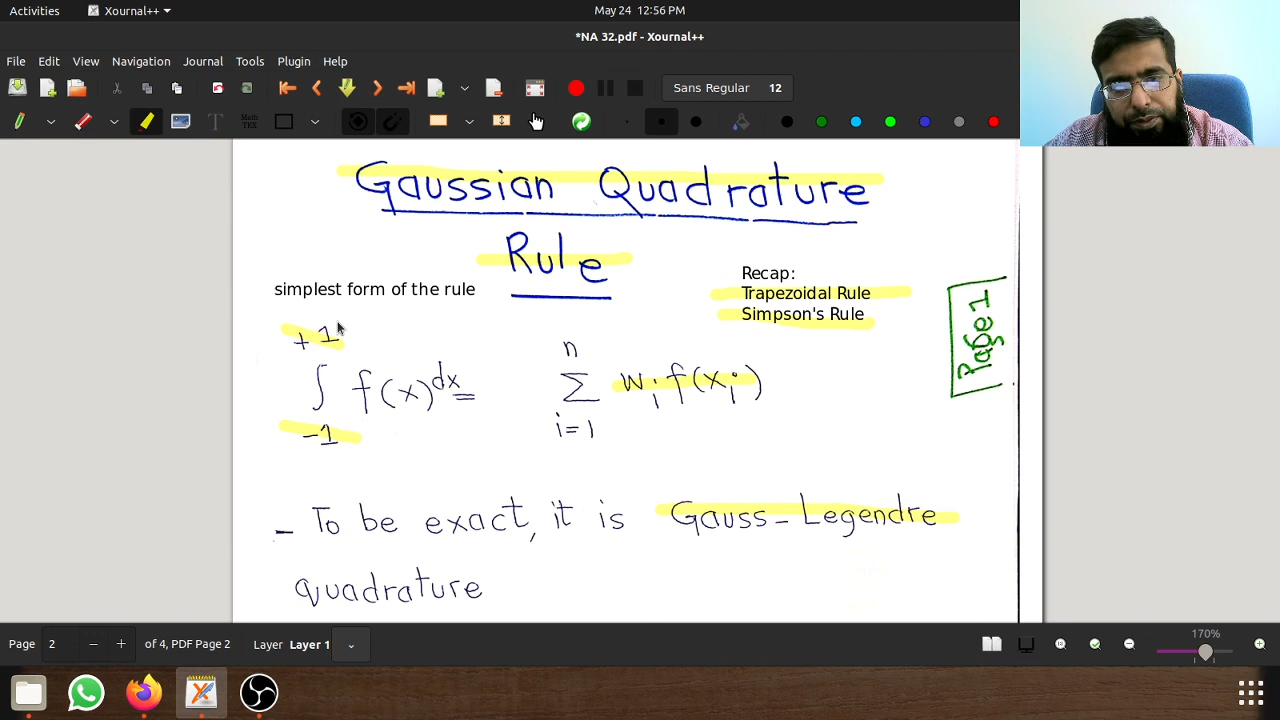 Activities Xournal++ May 24 12:56 PM
*NA 32.pdf - Xournal++
File Edit View Navigation Journal Tools Plugin Help
Sans Regular 12
Math TEX
Gaussian Quadrature
Rule
Recap:
simplest form of the rule
Trapezoidal Rule
Simpson's Rule
Page 1
+1 n
∫ f(x)dx = Σ wᵢf(xᵢ)
-1 i=1
- To be exact, it is Gauss-Legendre
quadrature
Page 2 - + of 4, PDF Page 2 Layer Layer 1 170%